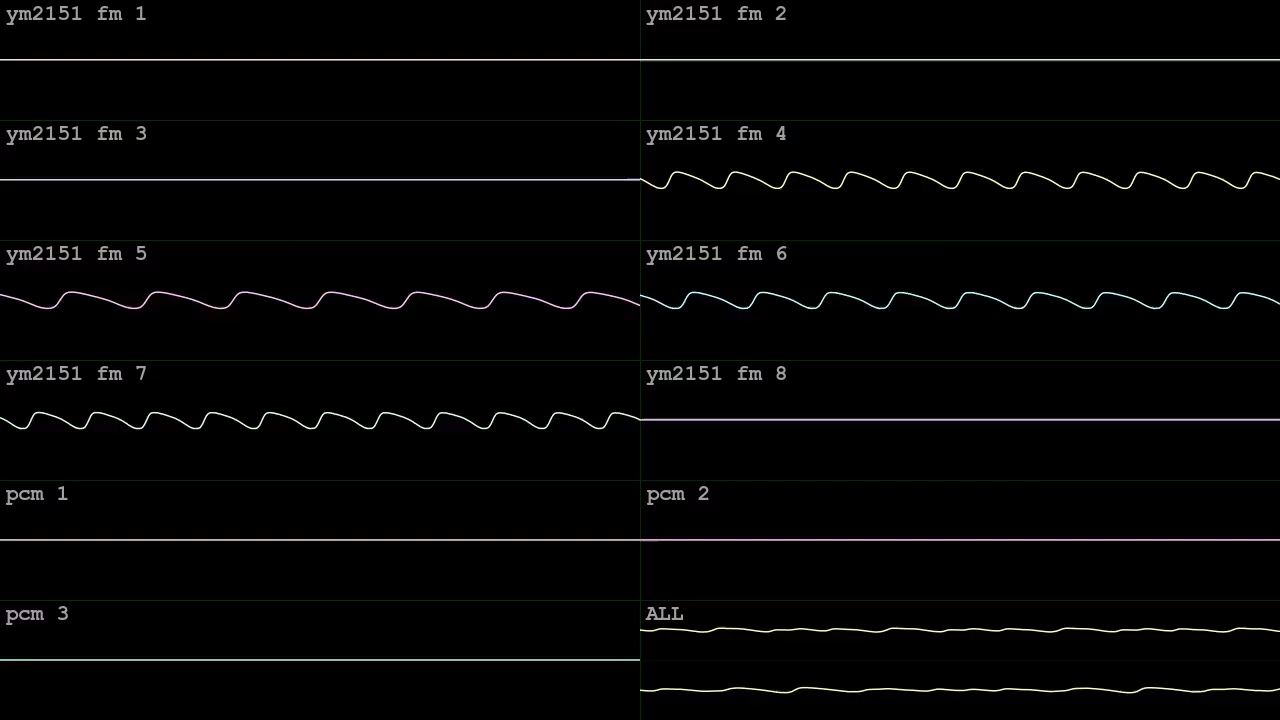 ym2151 fm 1
ym2151 fm 2
ym2151 fm 3
ym2151 fm 4
ym2151 fm 5
ym2151 fm 6
ym2151 fm 7
ym2151 fm 8
pcm 1
pcm 2
pcm 3
ALL